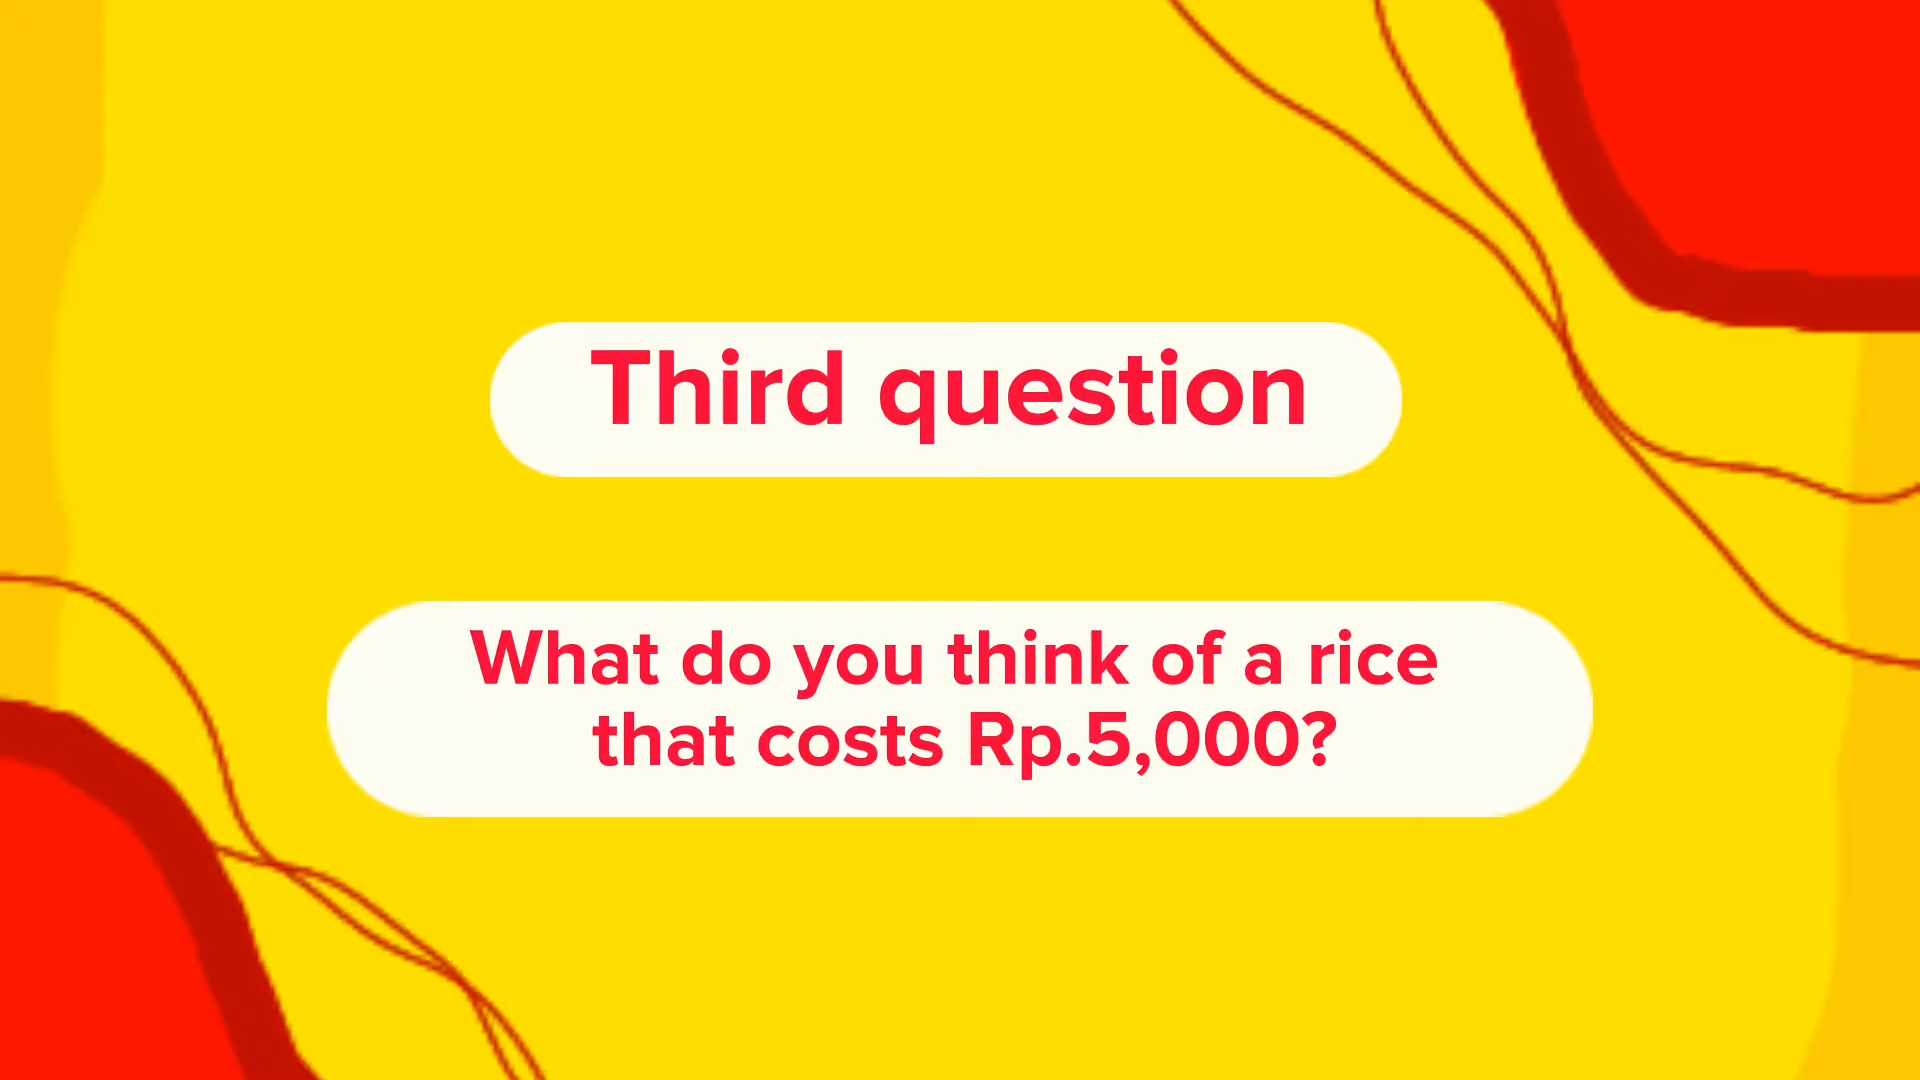 Third question
What do you think of a rice
that costs Rp.5,000?